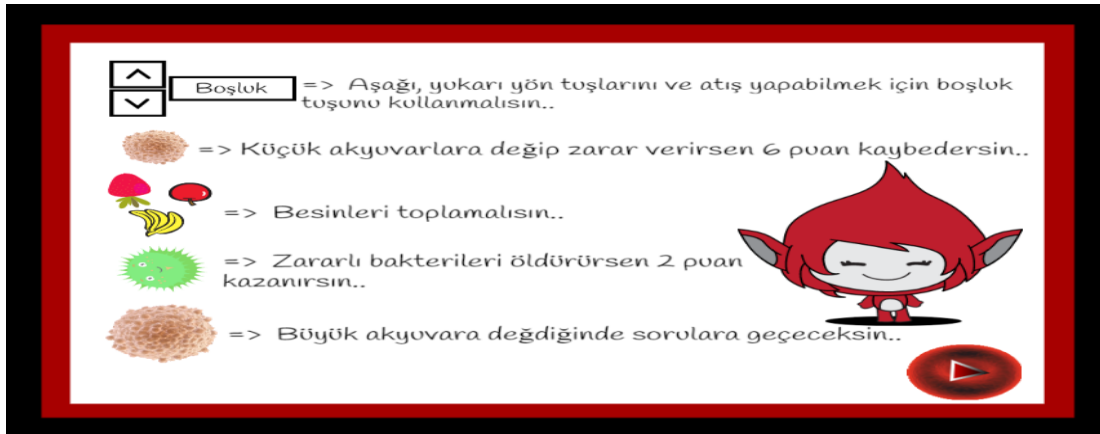 Boşluk => Aşağı, yukarı yön tuşlarını ve atış yapabilmek için boşluk
tuşunu kullanmalısın..
=> Küçük akyuvarlara değip zarar verirsen 6 puan kaybedersin..
=> Besinleri toplamalısın..
=> Zararlı bakterileri öldürürsen 2 puan
kazanırsın..
=> Büyük akyuvara değdiğinde sorulara geçeceksin..